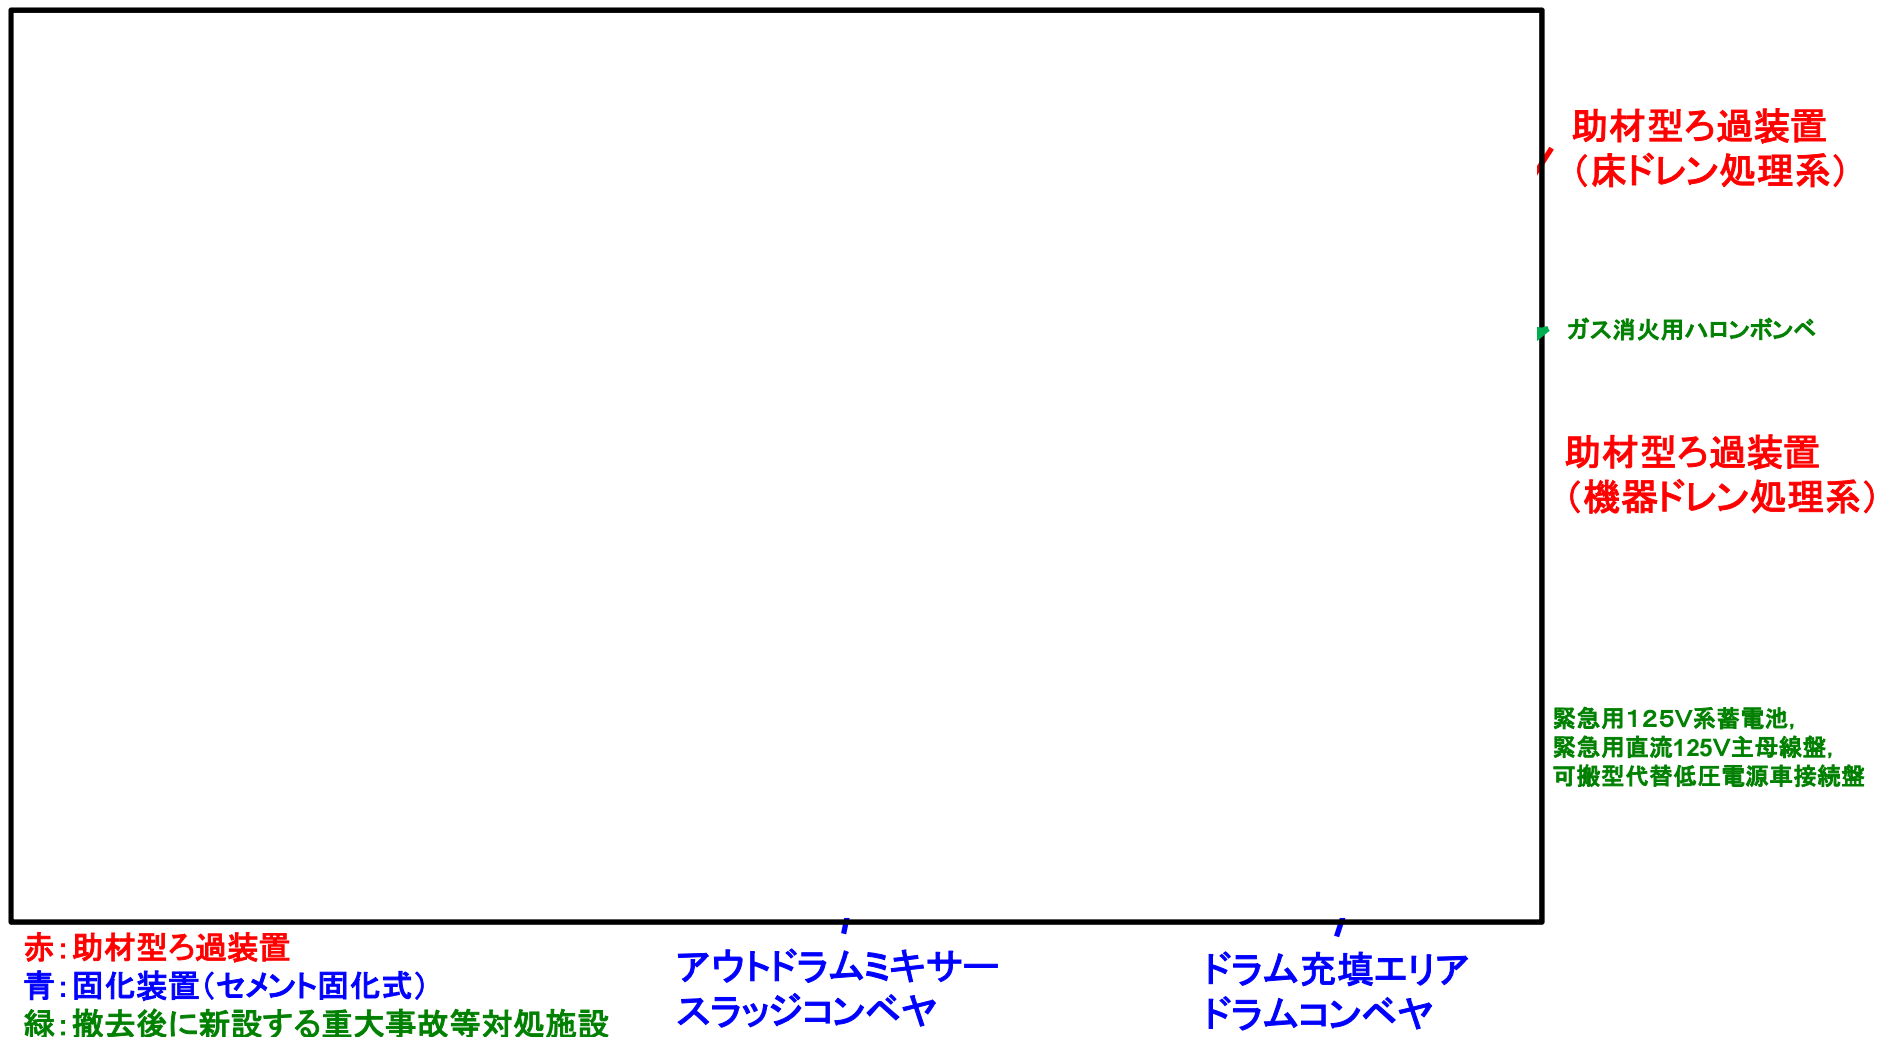 助材型ろ過装置
（床ドレン処理系）
ガス消火用ハロンボンベ
助材型ろ過装置
（機器ドレン処理系）
緊急用１２５Ｖ系蓄電池，
緊急用直流125Ｖ主母線盤，
可搬型代替低圧電源車接続盤
赤：助材型ろ過装置
青：固化装置（セメント固化式）
緑：撤去後に新設する重大事故等対処施設
アウトドラムミキサー
スラッジコンベヤ
ドラム充填エリア
ドラムコンベヤ